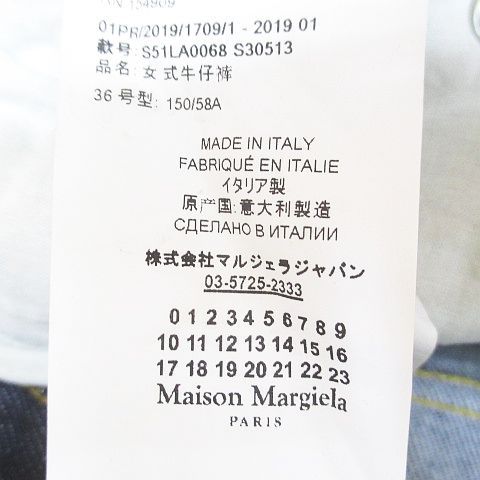 01PR/2019/1709/1 - 2019 01
款号: S51LA0068 S30513
品名: 女式牛仔裤
36 号型: 150/58A
MADE IN ITALY
FABRIQUÉ EN ITALIE
イタリア製
原产国:意大利製造
СДЕЛАНО В ИТАЛИИ
株式会社マルジェラジャパン
03-5725-2333
0 1 2 3 4 5 6 7 8 9
10 11 12 13 14 15 16
17 18 19 20 21 22 23
Maison Margiela
PARIS